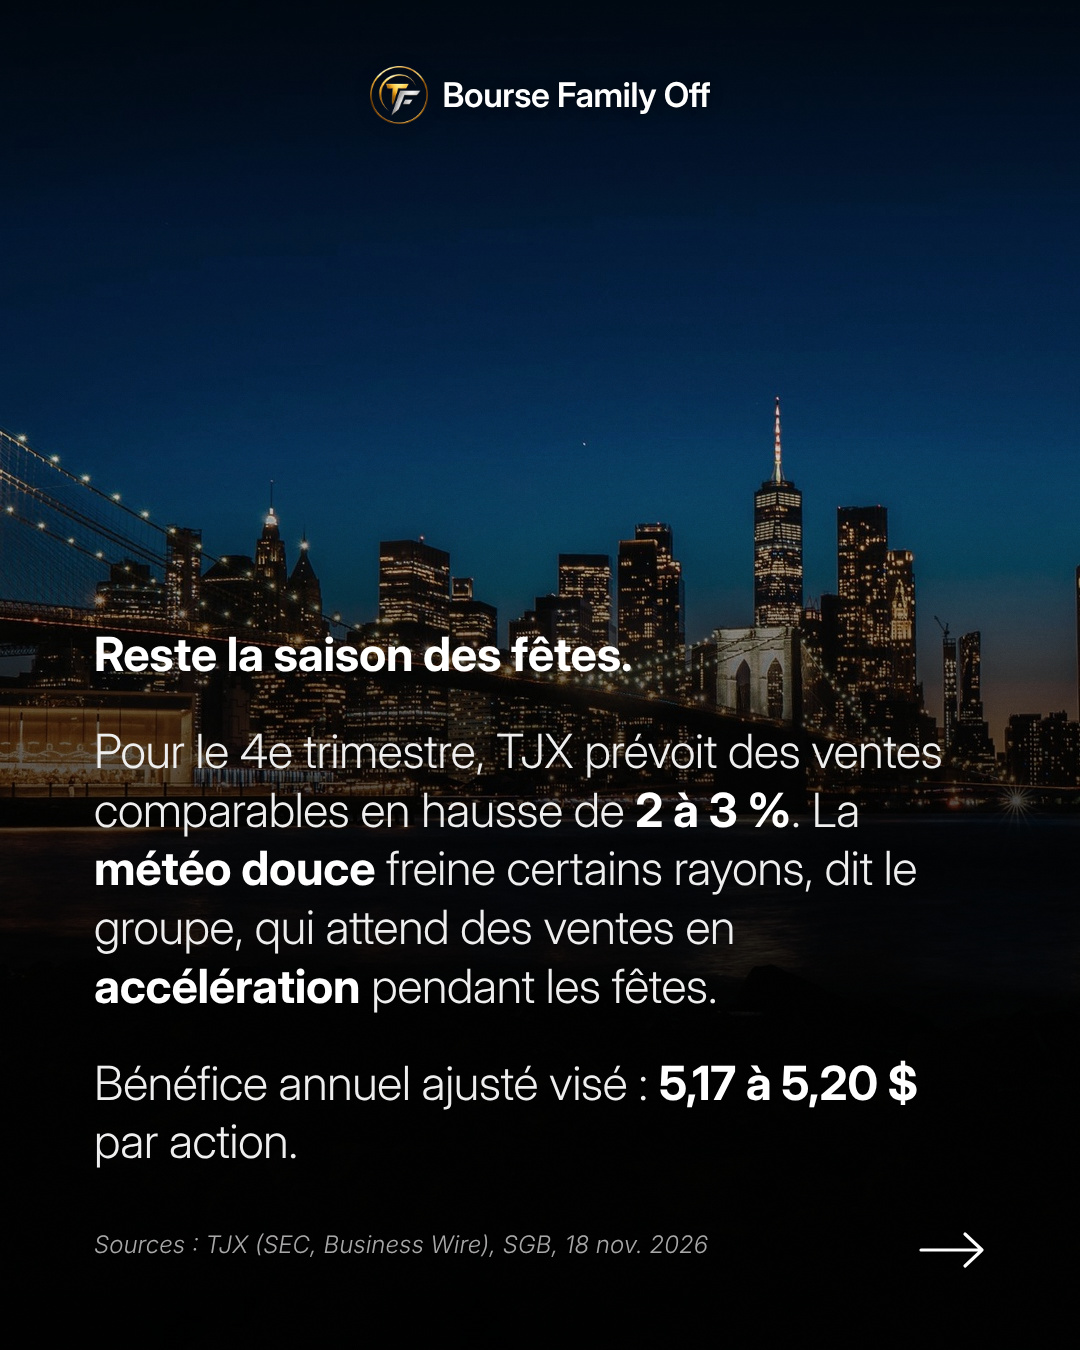 TF
Bourse Family Off
Reste la saison des fêtes.
Pour le 4e trimestre, TJX prévoit des ventes
comparables en hausse de 2 à 3 %. La
météo douce freine certains rayons, dit le
groupe, qui attend des ventes en
accélération pendant les fêtes.
Bénéfice annuel ajusté visé : 5,17 à 5,20 $
par action.
Sources : TJX (SEC, Business Wire), SGB, 18 nov. 2026